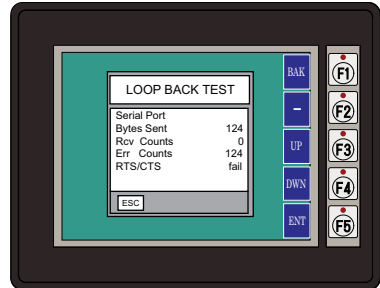 LOOP BACK TEST
Serial Port
Bytes Sent 124
Rcv Counts 0
Err Counts 124
RTS/CTS fail
ESC
BAK
–
UP
DWN
ENT
F1
F2
F3
F4
F5